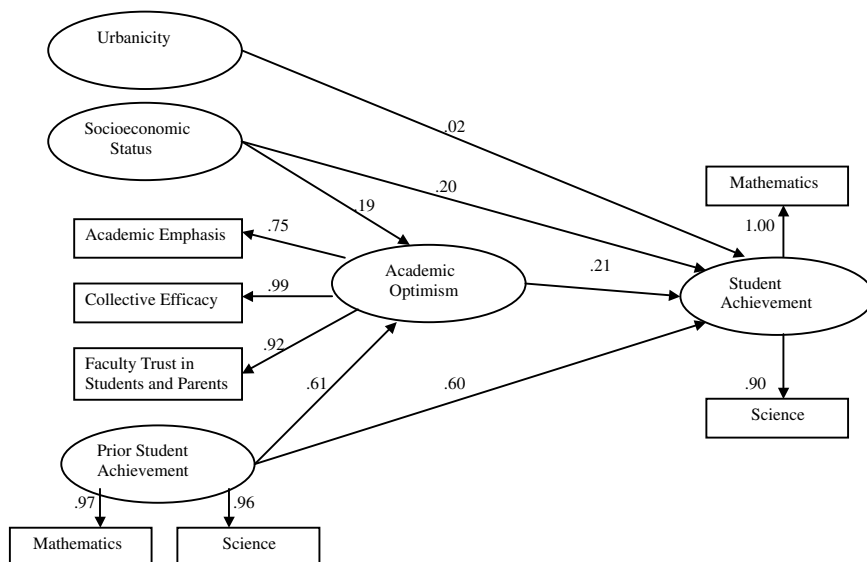 Urbanicity
.02
Socioeconomic
Status
.20
.19
Mathematics
1.00
Academic Emphasis
.75
Academic
Optimism
.21
Student
Achievement
Collective Efficacy
.99
Faculty Trust in
Students and Parents
.92
.61
.60
.90
Science
Prior Student
Achievement
.97
.96
Mathematics
Science